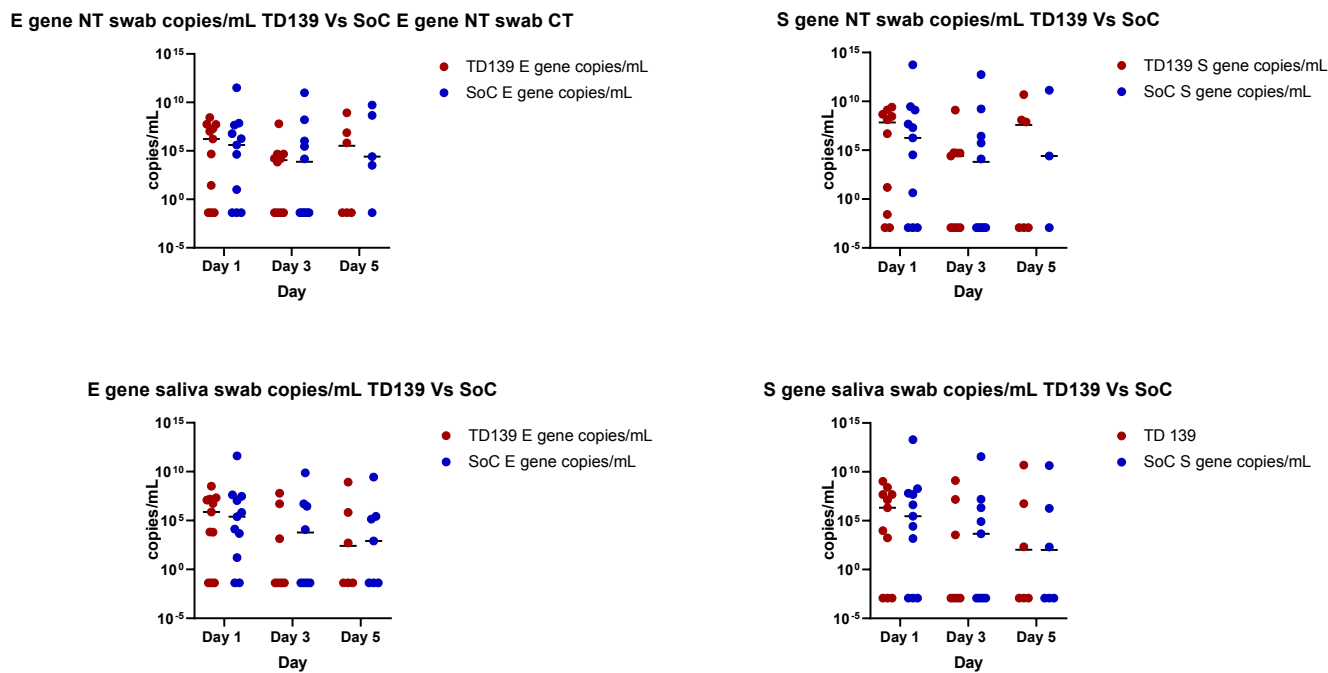 E gene NT swab copies/mL TD139 Vs SoC E gene NT swab CT
10^15
10^10
10^5
10^0
10^-5
copies/mL
Day 1
Day 3
Day 5
Day
TD139 E gene copies/mL
SoC E gene copies/mL
S gene NT swab copies/mL TD139 Vs SoC
10^15
10^10
10^5
10^0
10^-5
copies/mL
Day 1
Day 3
Day 5
Day
TD139 S gene copies/mL
SoC S gene copies/mL
E gene saliva swab copies/mL TD139 Vs SoC
10^15
10^10
10^5
10^0
10^-5
copies/mL
Day 1
Day 3
Day 5
Day
TD139 E gene copies/mL
SoC E gene copies/mL
S gene saliva swab copies/mL TD139 Vs SoC
10^15
10^10
10^5
10^0
10^-5
copies/mL
Day 1
Day 3
Day 5
Day
TD 139
SoC S gene copies/mL